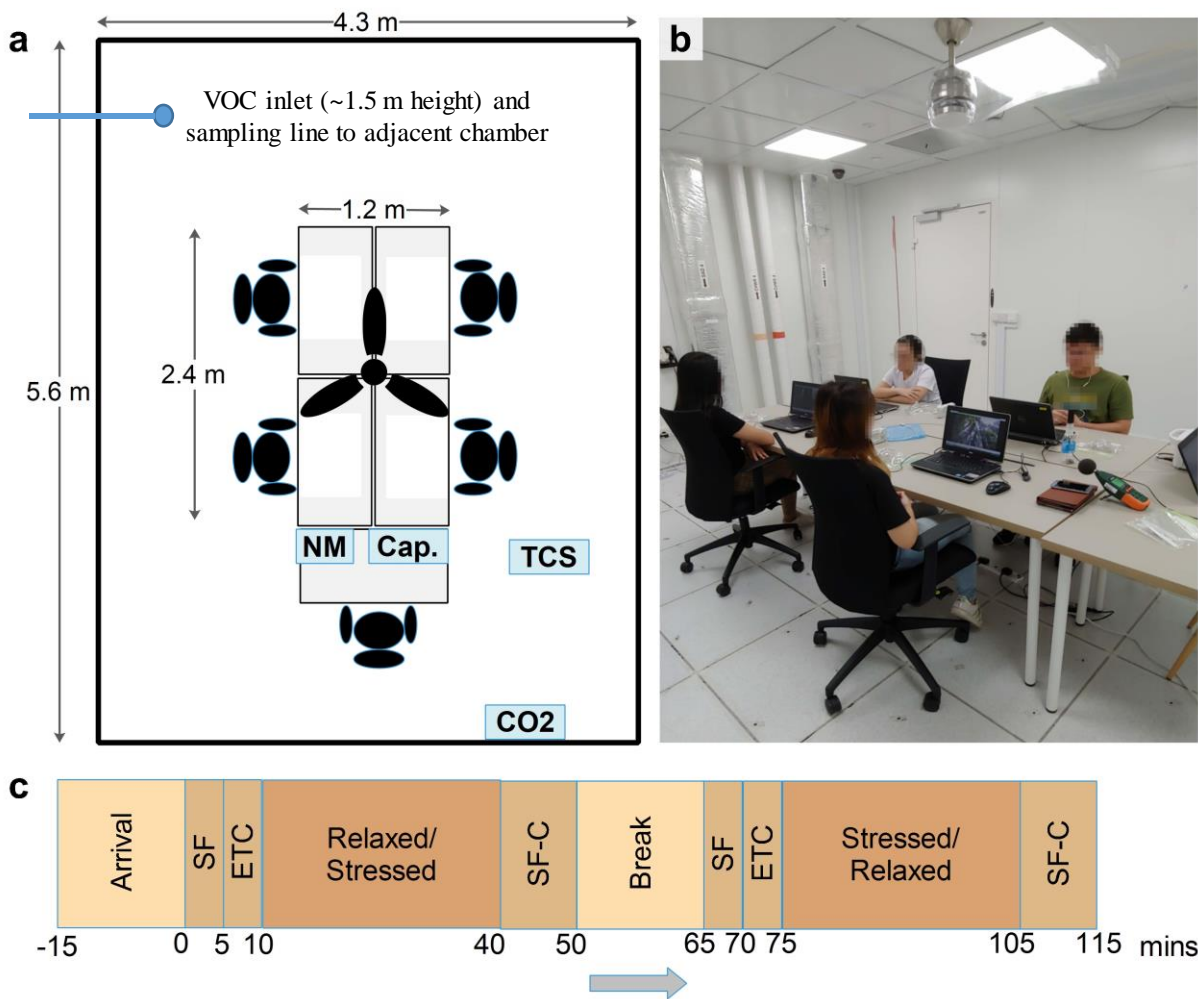 a
4.3 m
VOC inlet (~1.5 m height) and
sampling line to adjacent chamber
1.2 m
2.4 m
5.6 m
NM
Cap.
TCS
CO2
b
c
Arrival
SF
ETC
Relaxed/
Stressed
SF-C
Break
SF
ETC
Stressed/
Relaxed
SF-C
-15 0 5 10 40 50 65 70 75 105 115 mins